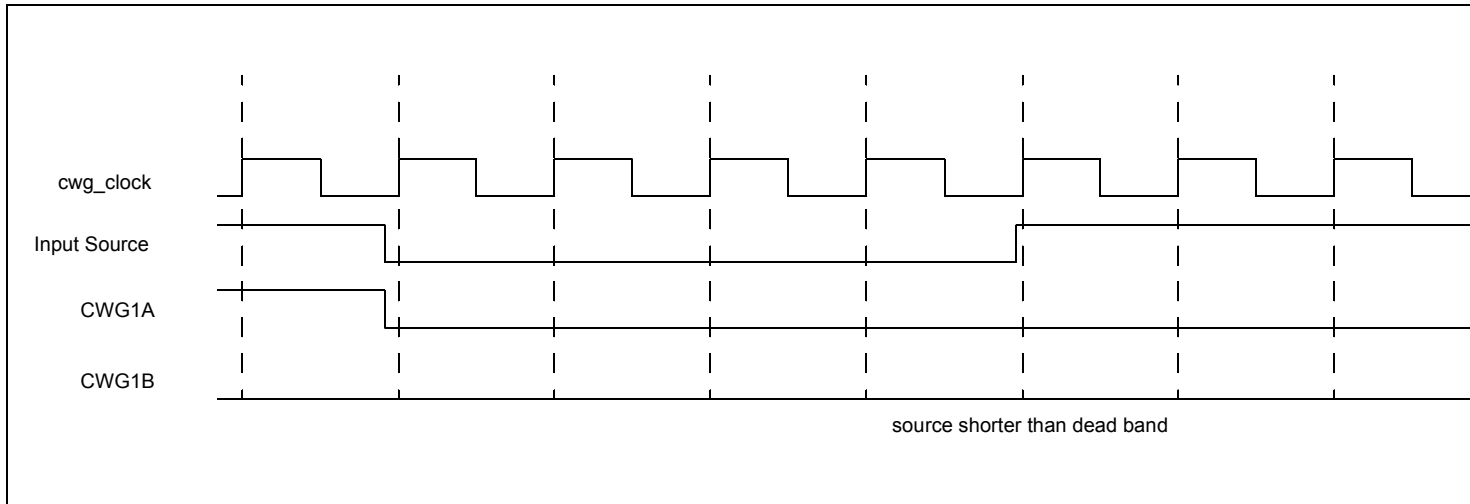 cwg_clock
Input Source
CWG1A
CWG1B
source shorter than dead band